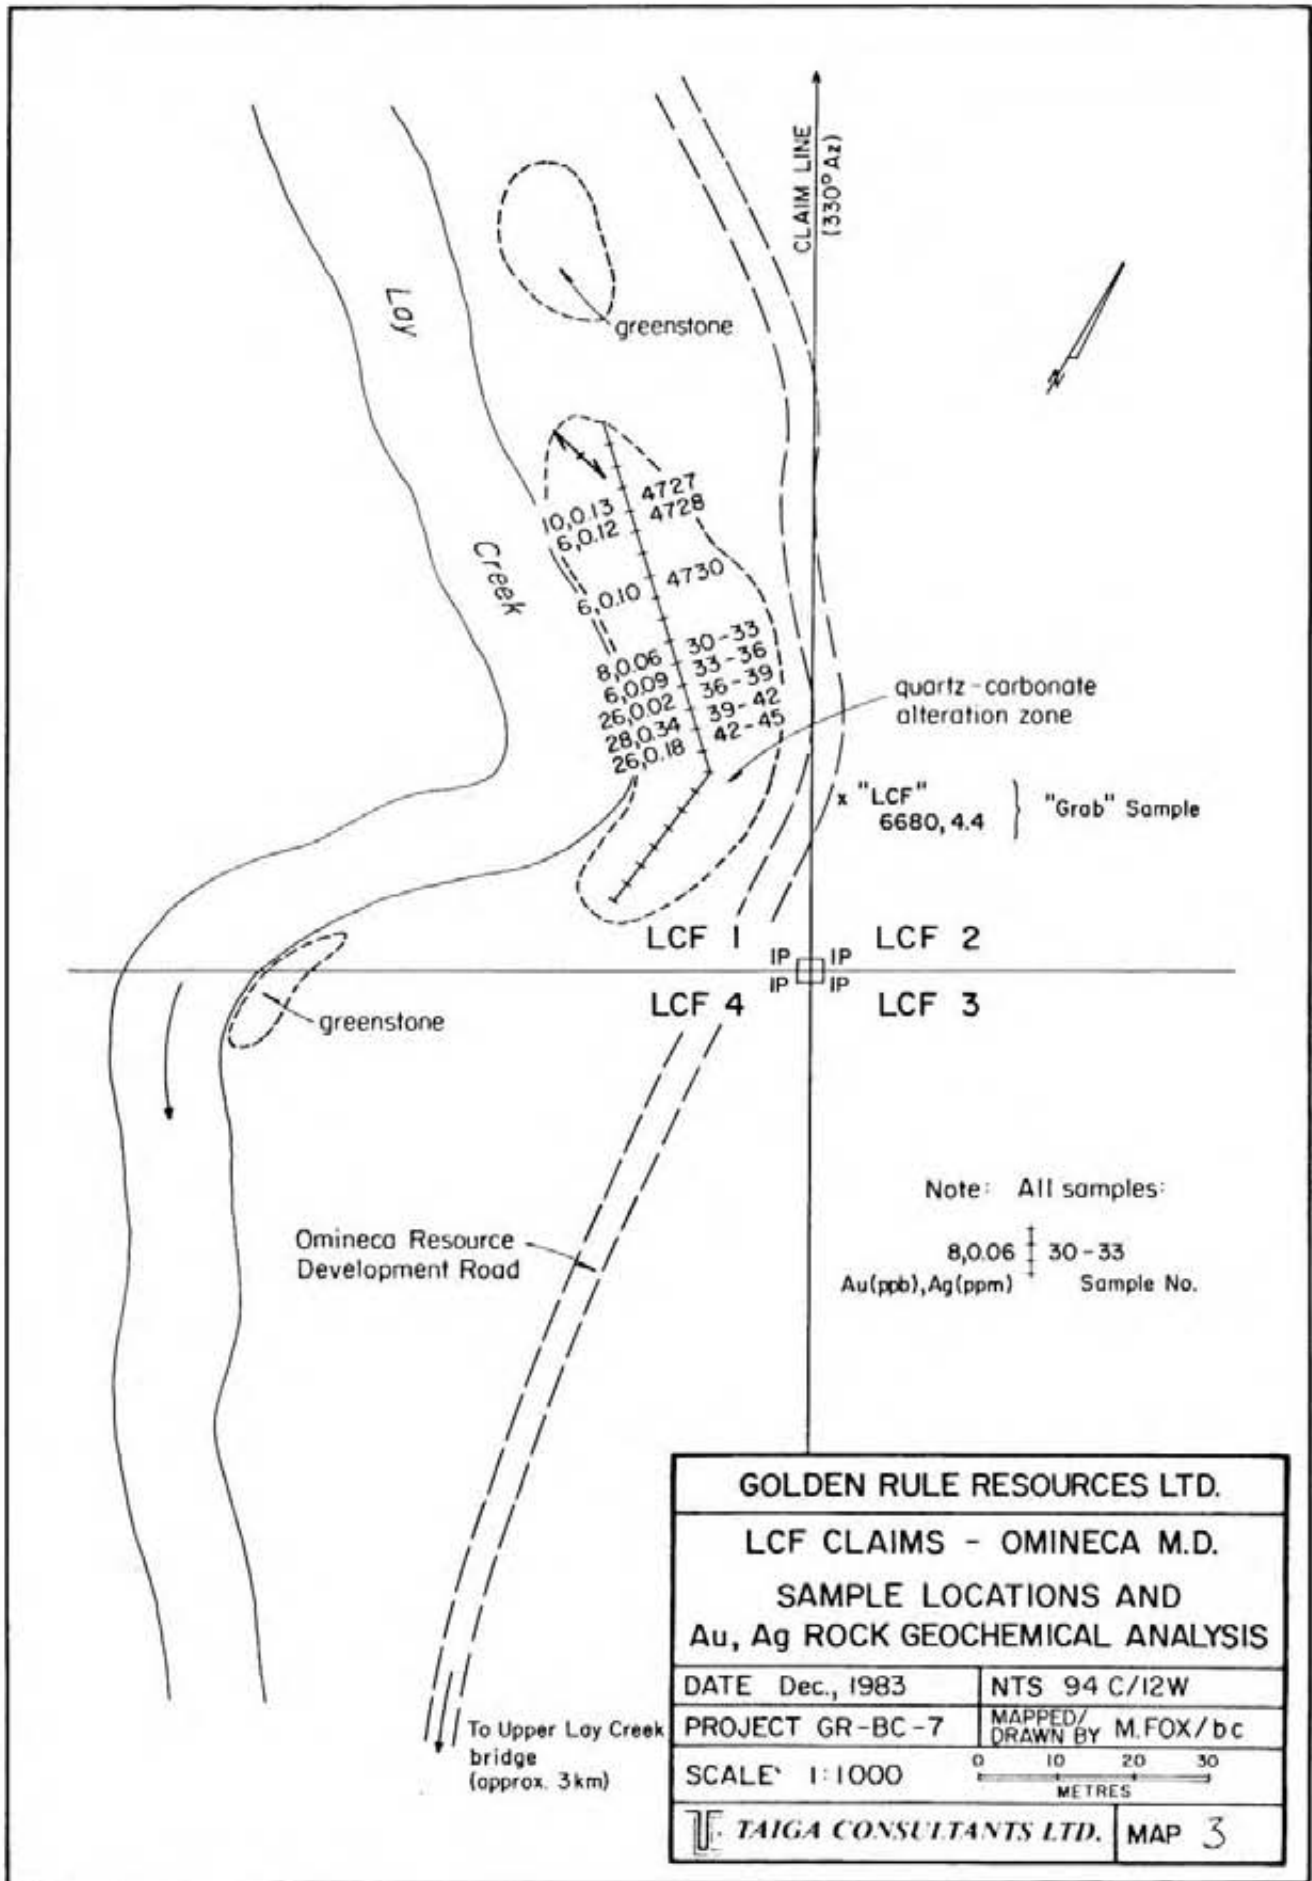 CLAIM LINE
(330° Az)
Lay
Creek
greenstone
N
4727
10,0.13
4728
6,0.12
4730
6,0.10
30-33
8,0.06
33-36
6,0.09
36-39
26,0.02
39-42
28,0.34
42-45
26,0.18
quartz-carbonate
alteration zone
x "LCF"
6680, 4.4
"Grab" Sample
LCF 1
LCF 2
IP IP
IP IP
LCF 4
LCF 3
greenstone
Note: All samples:
8,0.06 30-33
Au(ppb), Ag(ppm) Sample No.
Omineca Resource
Development Road
To Upper Lay Creek
bridge
(approx. 3km)
GOLDEN RULE RESOURCES LTD.
LCF CLAIMS - OMINECA M.D.
SAMPLE LOCATIONS AND
Au, Ag ROCK GEOCHEMICAL ANALYSIS
DATE Dec., 1983
NTS 94 C/12W
PROJECT GR-BC-7
MAPPED/
DRAWN BY M.FOX/bc
SCALE 1:1000
0 10 20 30
METRES
TAIGA CONSULTANTS LTD.
MAP 3